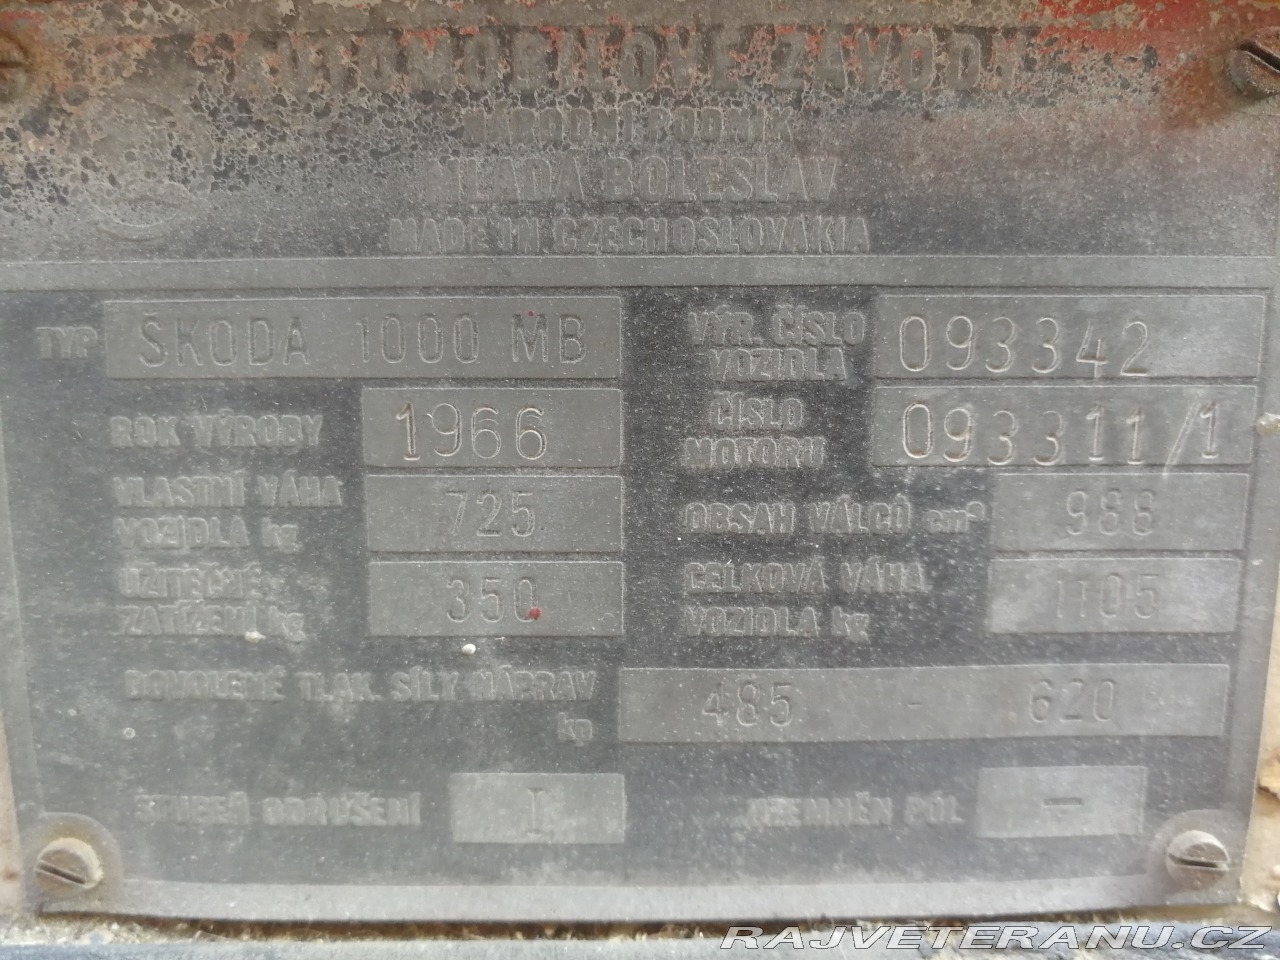 AUTOMOBILOVÉ ZÁVODY
NÁRODNÍ PODNIK
MLADÁ BOLESLAV
MADE IN CZECHOSLOVAKIA
TYP ŠKODA 1000 MB
VÝR. ČÍSLO VOZIDLA 093342
ROK VÝROBY 1966
ČÍSLO MOTORU 093311/1
VLASTNÍ VÁHA VOZIDLA kg 725
OBSAH VÁLCŮ cm³ 988
UŽITEČNÉ ZATÍŽENÍ kg 350
CELKOVÁ VÁHA VOZIDLA kg 1105
DOVOLENÉ TLAK. SÍLY NÁPRAV kp 485 - 620
STUPEŇ ODRUŠENÍ I
UZEMNĚN PÓL –
RAJVETERANU.CZ